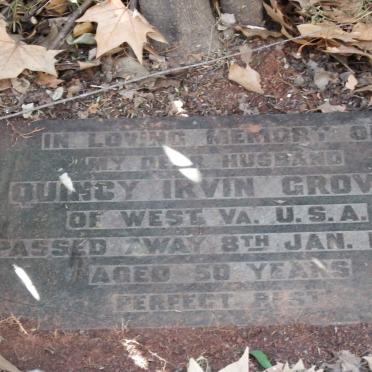 IN LOVING MEMORY O
MY DEAR HUSBAND
QUINCY IRVIN GROV
OF WEST. VA. U.S.A.
PASSED AWAY 8TH JAN.
AGED 50 YEARS
PERFECT REST